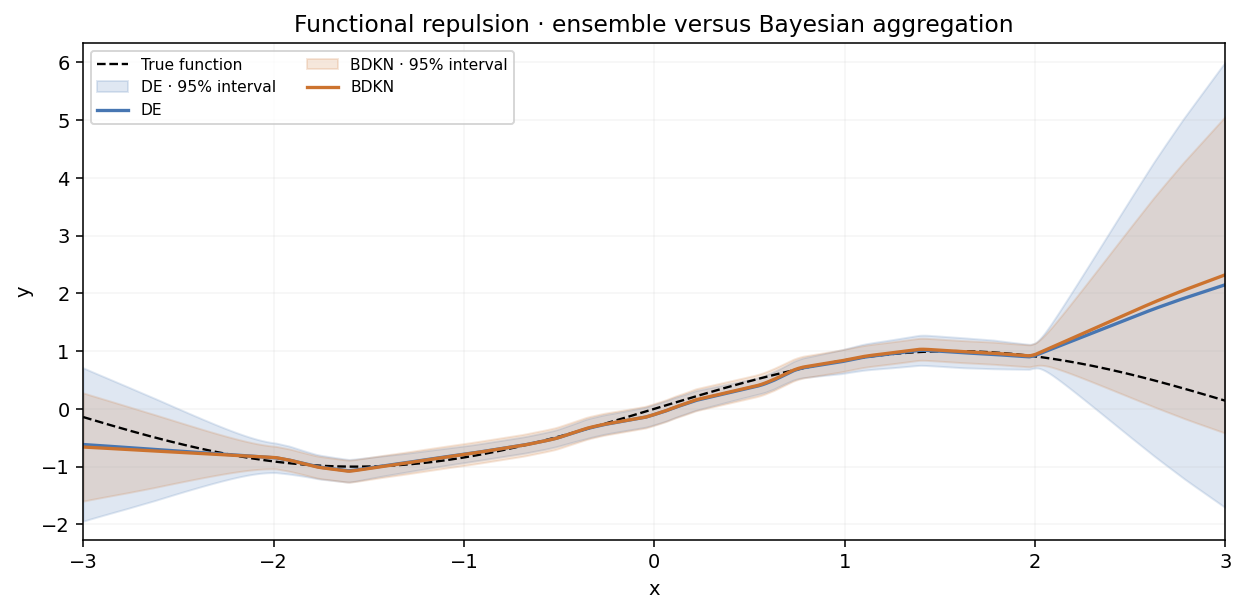 Functional repulsion · ensemble versus Bayesian aggregation
True function
DE · 95% interval
DE
BDKN · 95% interval
BDKN
y
6
5
4
3
2
1
0
−1
−2
−3
−2
−1
0
1
2
3
x